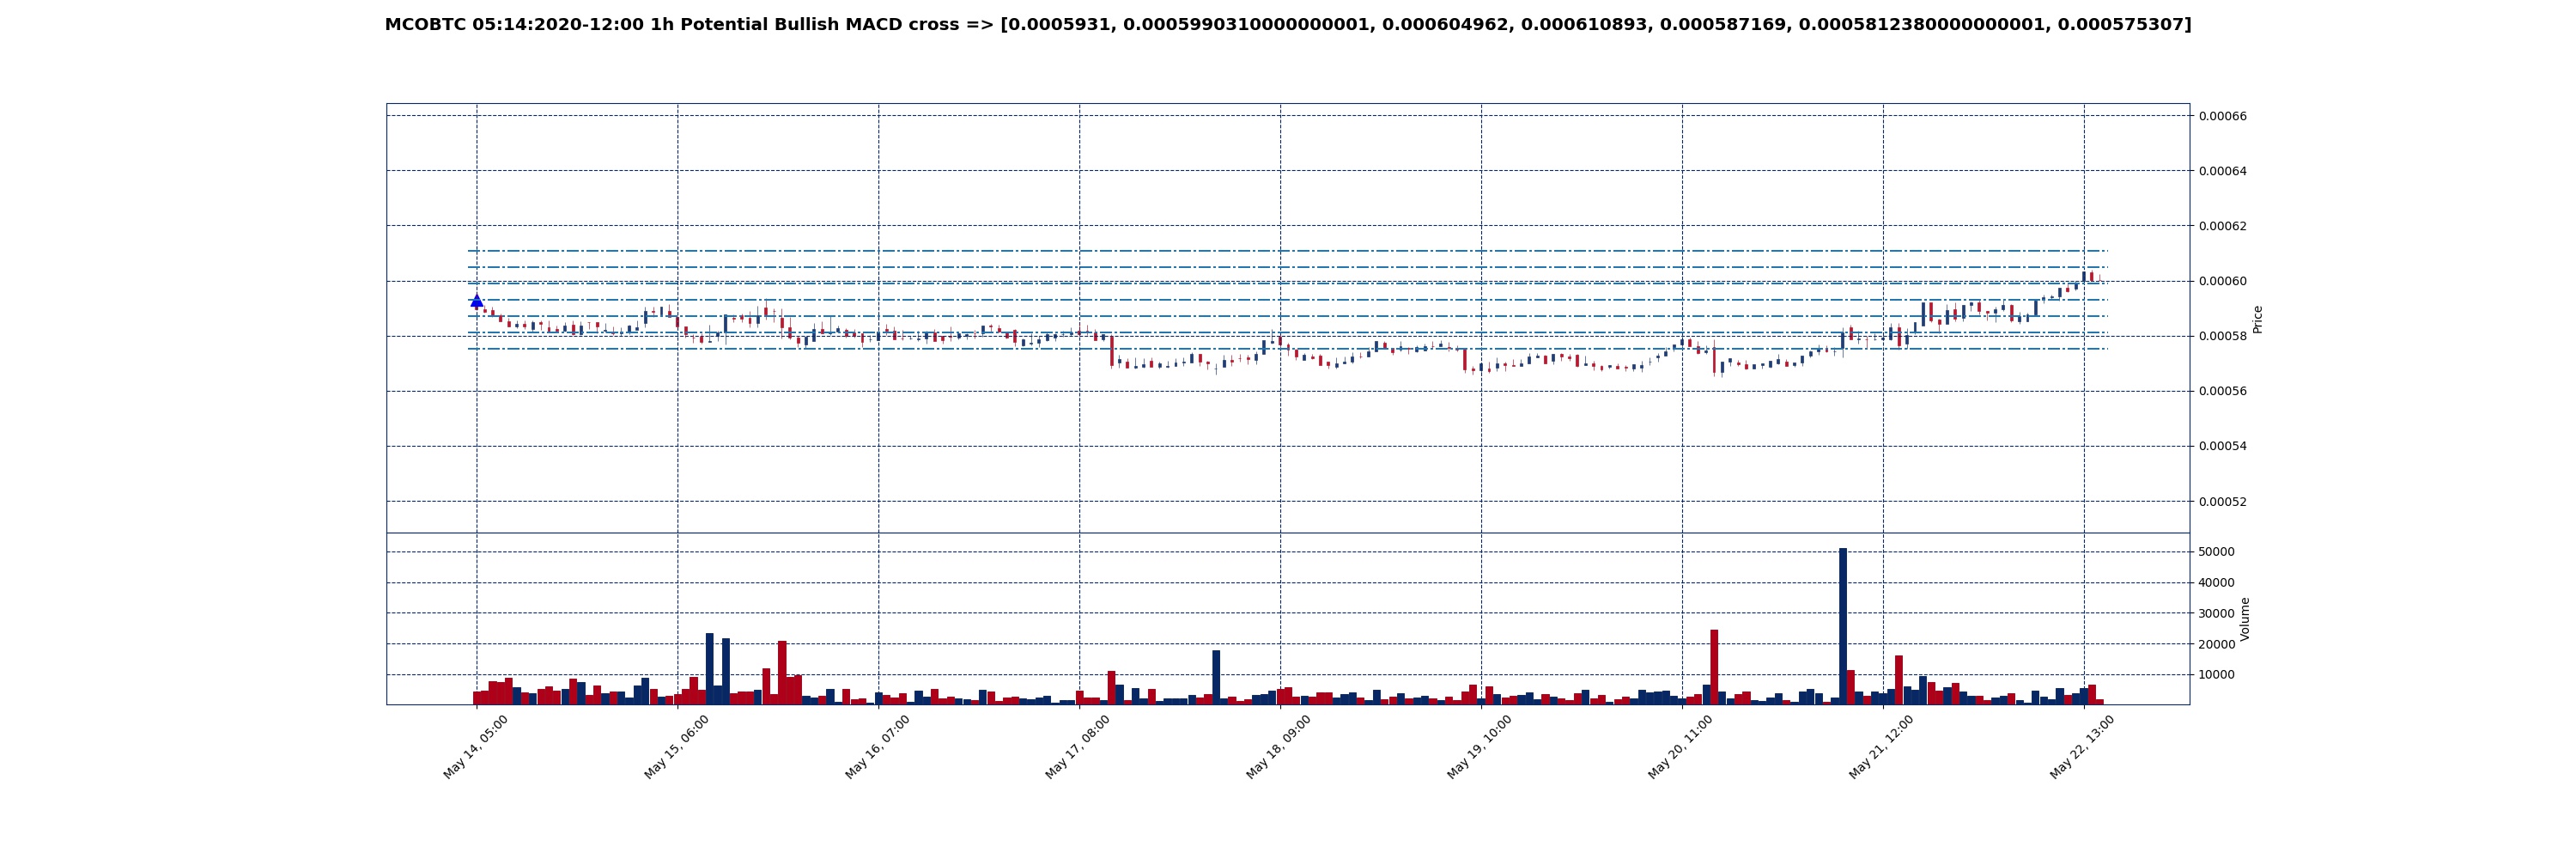 MCOBTC 05:14:2020-12:00 1h Potential Bullish MACD cross => [0.0005931, 0.0005990310000000001, 0.000604962, 0.000610893, 0.000587169, 0.0005812380000000001, 0.000575307]
0.00066
0.00064
0.00062
0.00060
0.00058
0.00056
0.00054
0.00052
Price
50000
40000
30000
20000
10000
Volume
May 14, 05:00
May 15, 06:00
May 16, 07:00
May 17, 08:00
May 18, 09:00
May 19, 10:00
May 20, 11:00
May 21, 12:00
May 22, 13:00